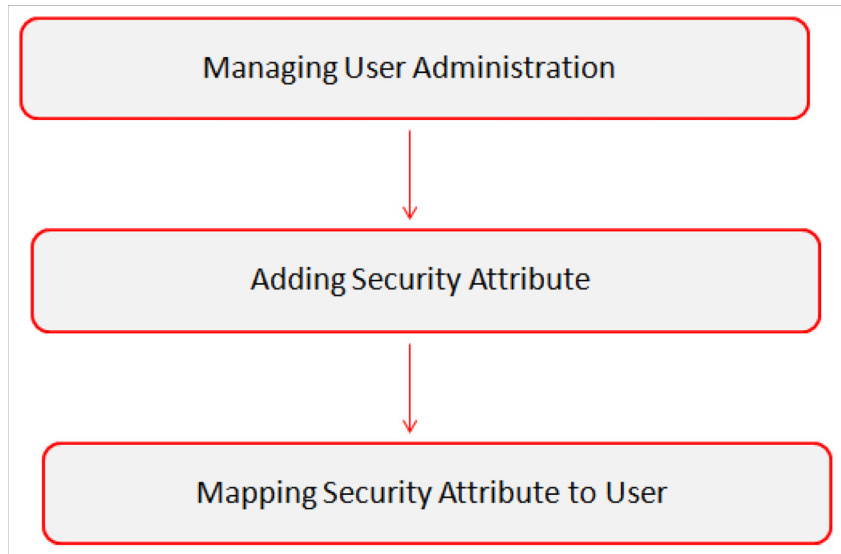 Managing User Administration
Adding Security Attribute
Mapping Security Attribute to User